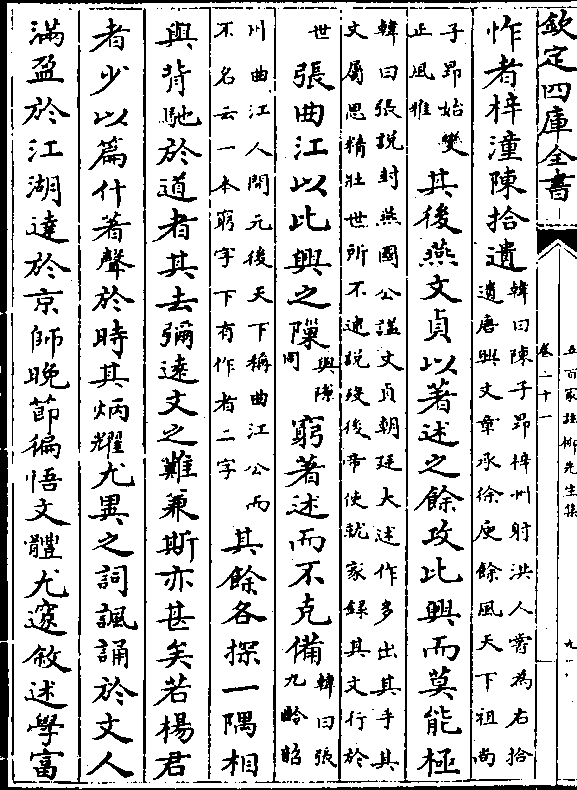 欽定四庫全書
五百家註柳先生集
卷二十一
九
怍者梓潼陳拾遺韓曰陳子昂梓州射洪人嘗為右拾遺唐興文章承徐庾餘風天下祖尚
子昂始變正風雅其後燕文貞以著述之餘攻比興而莫能極
韓曰張說封燕國公諡文貞朝廷大述作多出其手其
文屬思精壯世所不逮說歿後帝使就家録其文行於
世張曲江以比興之隟與隙同窮著述而不克備韓曰張九齡昭
川曲江人開元後天下稱曲江公而不名云一本窮字下有作者二字其餘各探一隅相
與背馳於道者其去彌逺文之難兼斯亦甚矣若楊君
者少以篇什著聲於時其炳耀尤異之詞諷誦於文人
滿盈於江湖達於京師晚節徧悟文體尤邃敘述學富